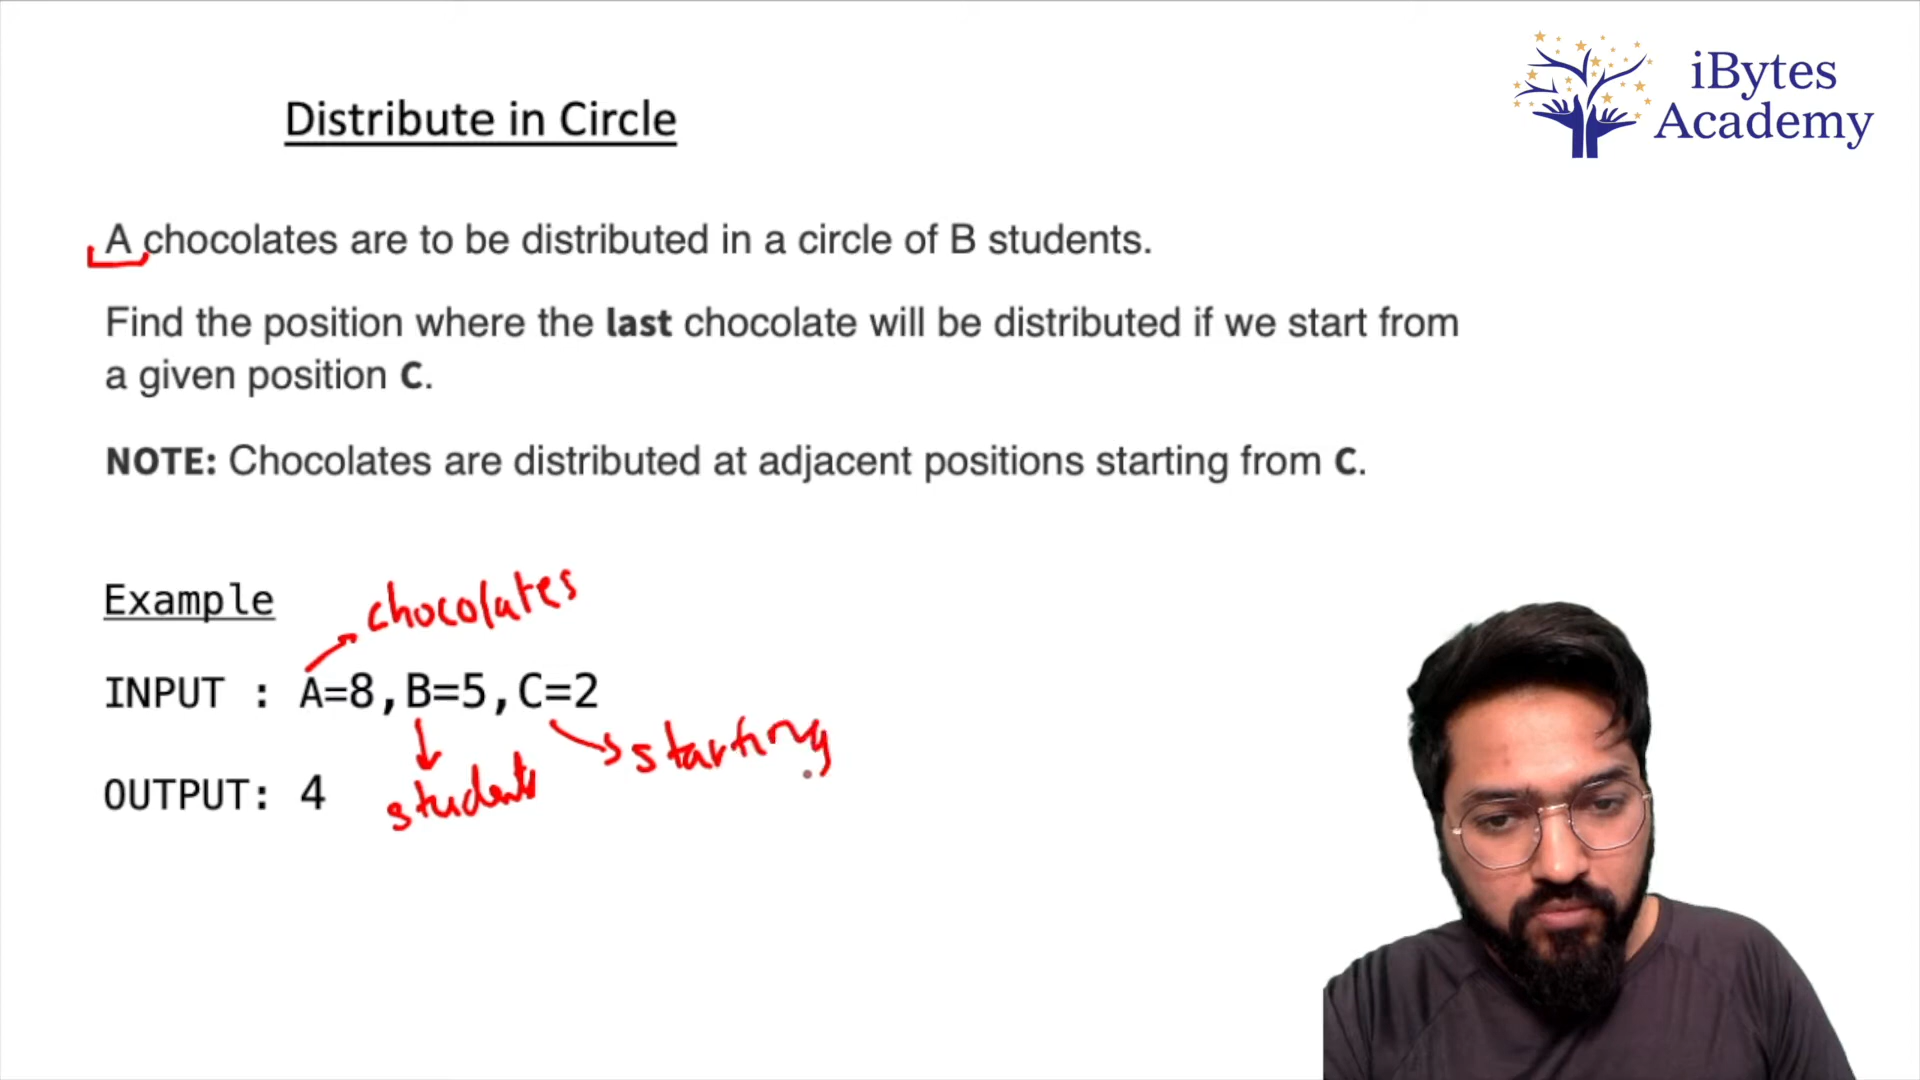 iBytes
Academy
Distribute in Circle
A chocolates are to be distributed in a circle of B students.
Find the position where the last chocolate will be distributed if we start from
a given position C.
NOTE: Chocolates are distributed at adjacent positions starting from C.
Example
chocolates
INPUT : A=8,B=5,C=2
starting
students
OUTPUT: 4